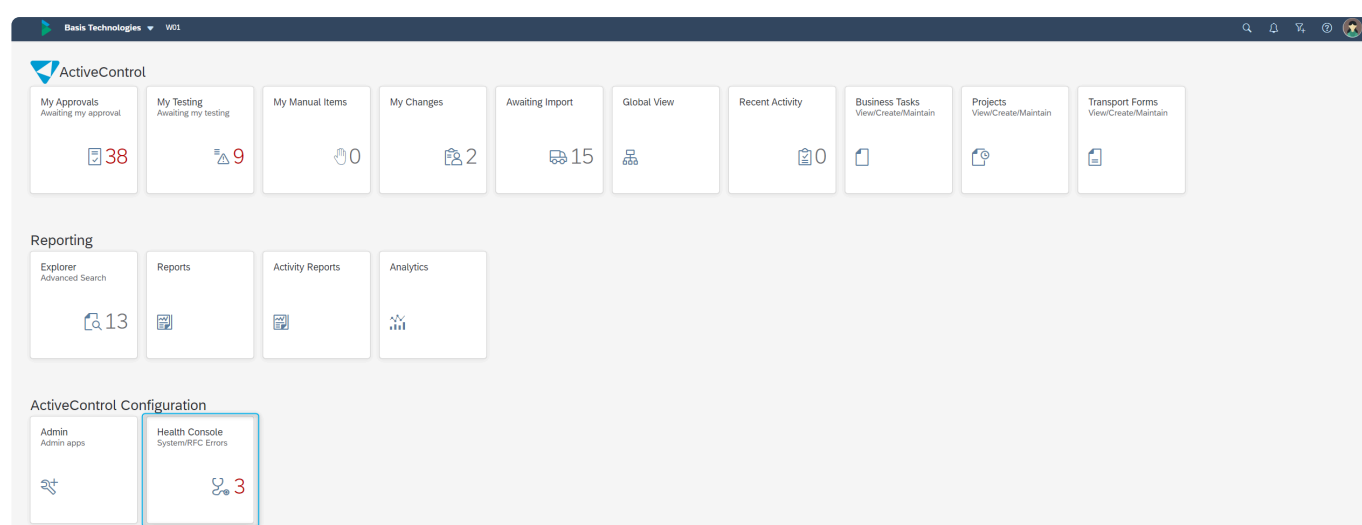 Basis Technologies W01
ActiveControl
My Approvals
Awaiting my approval
38
My Testing
Awaiting my testing
9
My Manual Items
0
My Changes
2
Awaiting Import
15
Global View
Recent Activity
0
Business Tasks
View/Create/Maintain
Projects
View/Create/Maintain
Transport Forms
View/Create/Maintain
Reporting
Explorer
Advanced Search
13
Reports
Activity Reports
Analytics
ActiveControl Configuration
Admin
Admin apps
Health Console
System/RFC Errors
3